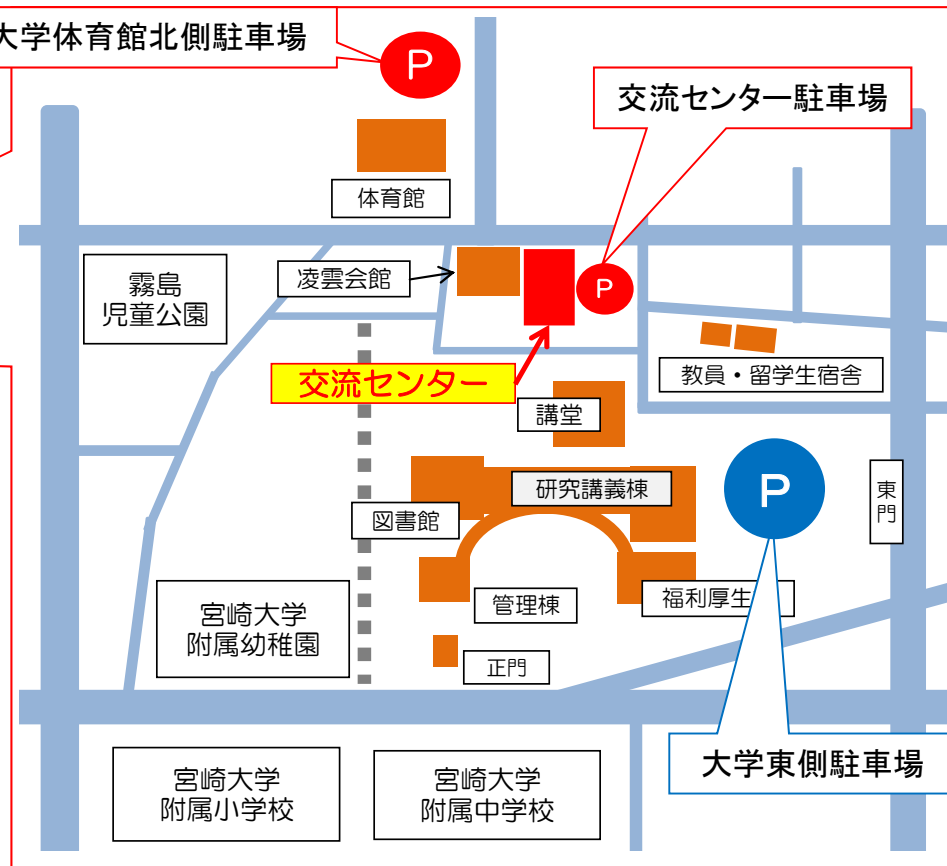 大学体育館北側駐車場
P
交流センター駐車場
体育館
凌雲会館
P
霧島
児童公園
交流センター
教員・留学生宿舎
講堂
研究講義棟
P
東門
図書館
宮崎大学
附属幼稚園
管理棟
福利厚生
正門
大学東側駐車場
宮崎大学
附属小学校
宮崎大学
附属中学校